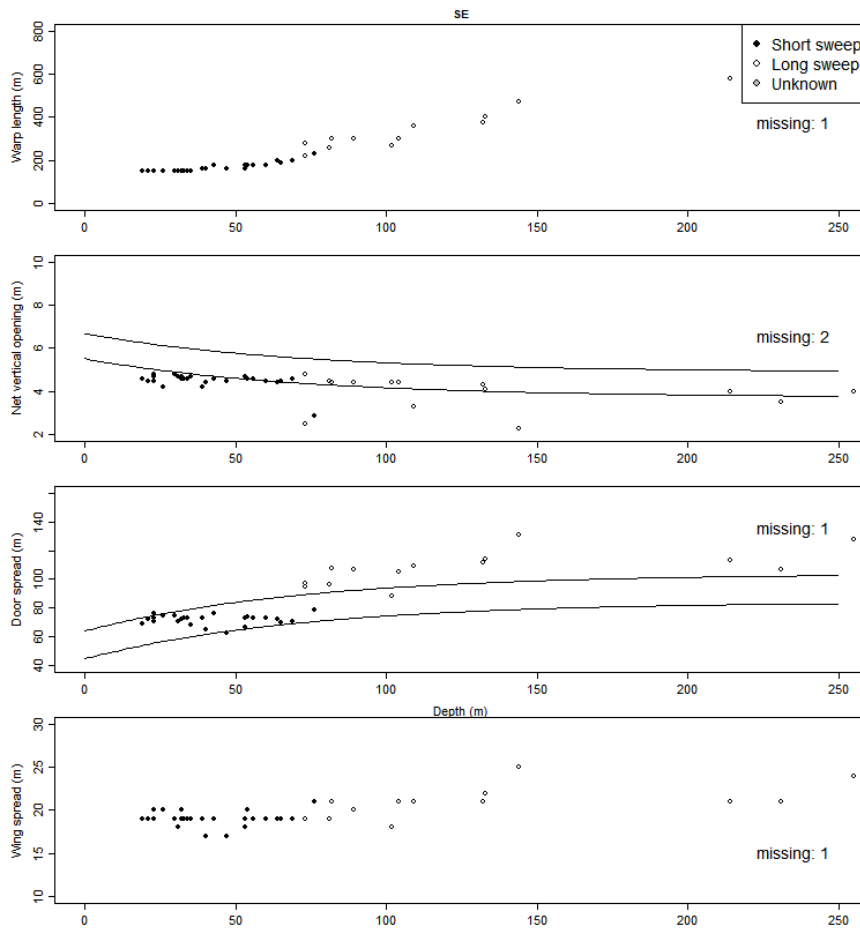 SE
Warp length (m)
800
600
400
200
0
Short sweep
Long sweep
Unknown
missing: 1
0 50 100 150 200 250
Net vertical opening (m)
10
8
6
4
2
missing: 2
0 50 100 150 200 250
Door spread (m)
140
100
80
60
40
missing: 1
0 50 100 150 200 250
Depth (m)
Wing spread (m)
30
25
20
15
10
missing: 1
0 50 100 150 200 250